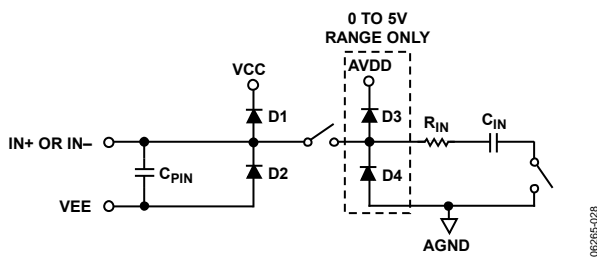 0 TO 5V
RANGE ONLY
VCC
AVDD
D1
D3
IN+ OR IN–
RIN
CIN
CPIN
D2
D4
VEE
AGND
06265-028